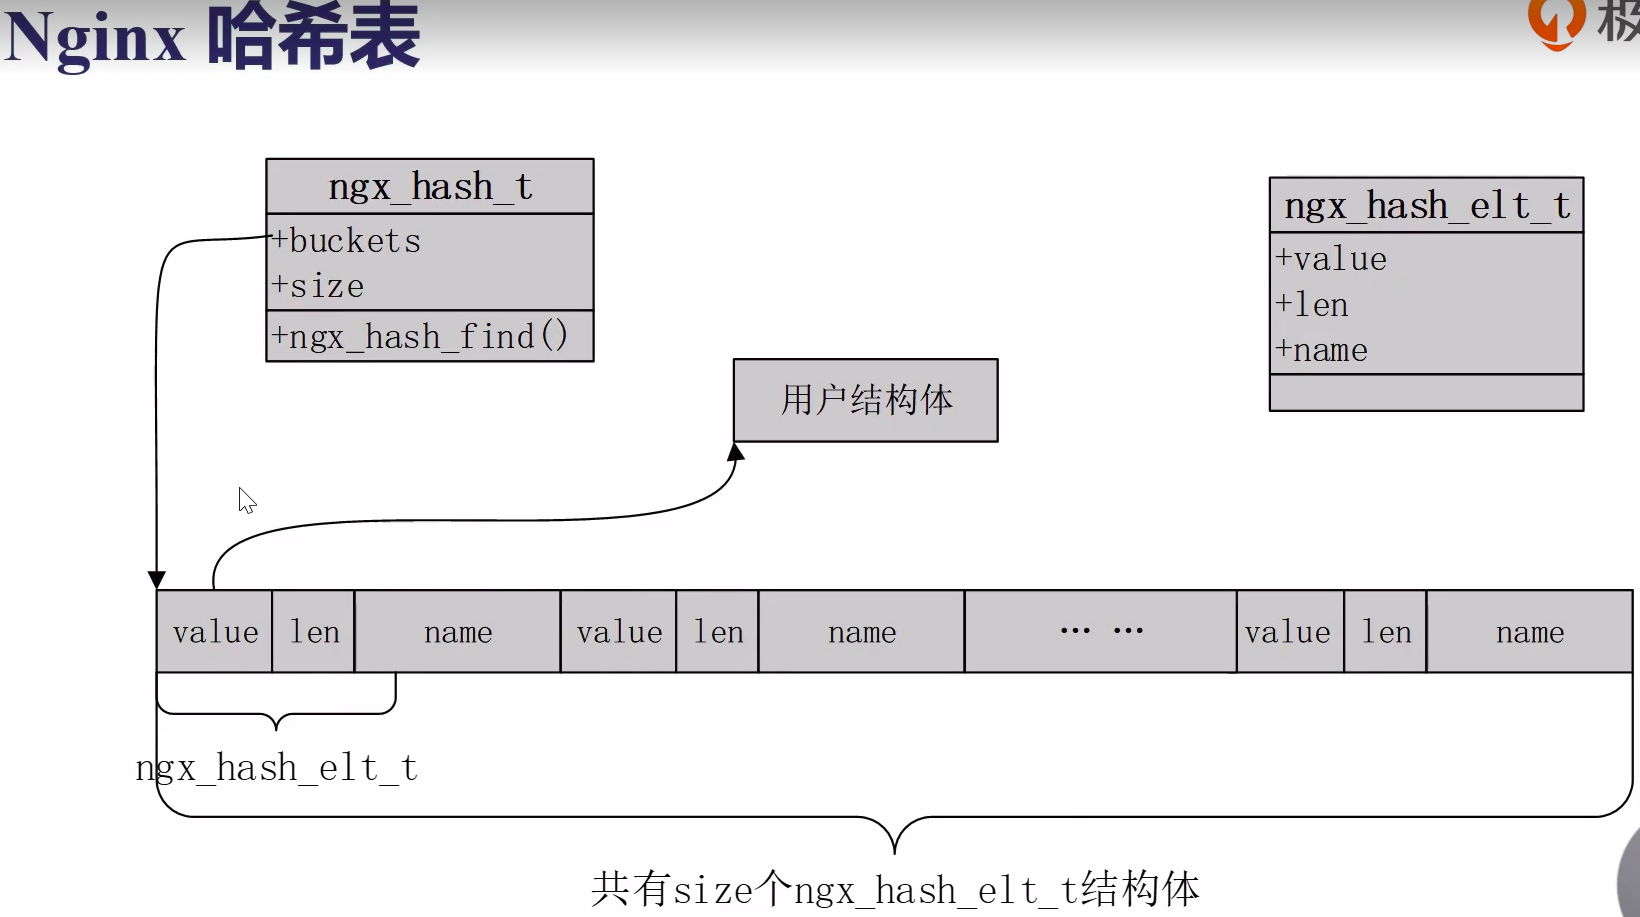 Nginx 哈希表
极
ngx_hash_t
+buckets
+size
+ngx_hash_find()
ngx_hash_elt_t
+value
+len
+name
用户结构体
value len name value len name ··· ··· value len name
ngx_hash_elt_t
共有size个ngx_hash_elt_t结构体